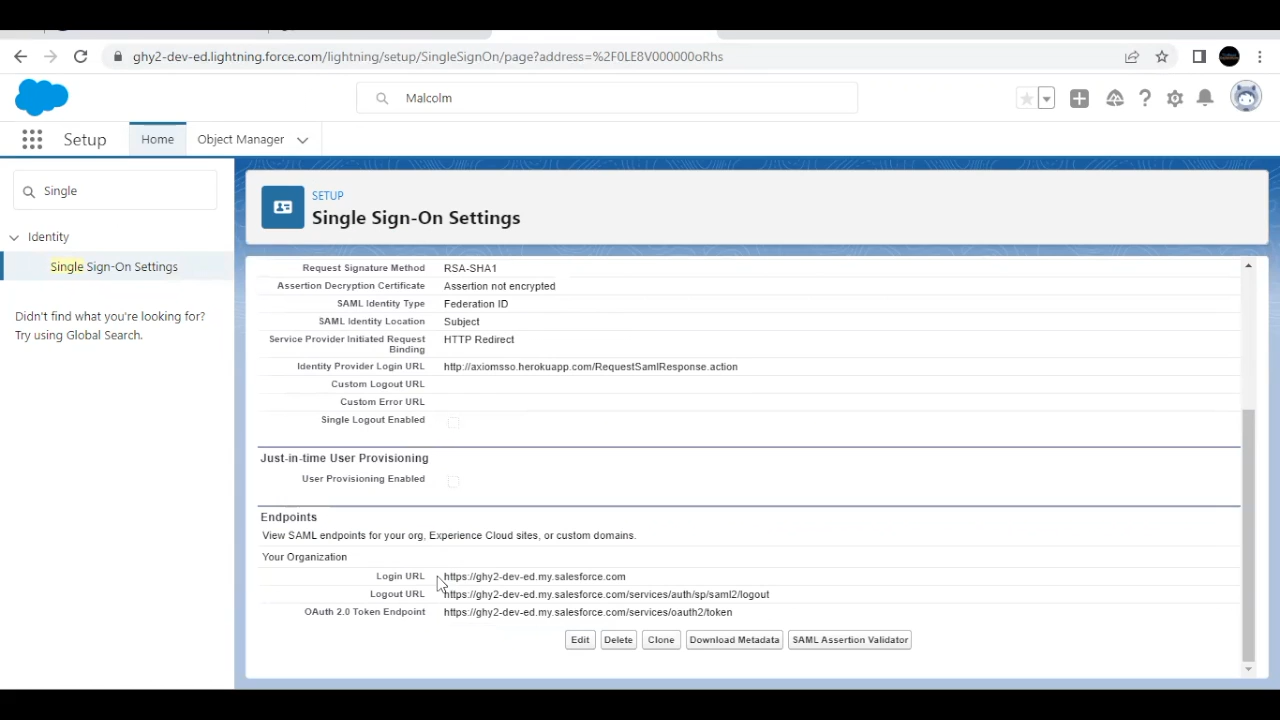 ghy2-dev-ed.lightning.force.com/lightning/setup/SingleSignOn/page?address=%2F0LE8V000000oRhs
Malcolm
Setup
Home
Object Manager
Single
Identity
Single Sign-On Settings
Didn't find what you're looking for?
Try using Global Search.
SETUP
Single Sign-On Settings
Request Signature Method RSA-SHA1
Assertion Decryption Certificate Assertion not encrypted
SAML Identity Type Federation ID
SAML Identity Location Subject
Service Provider Initiated Request Binding HTTP Redirect
Identity Provider Login URL http://axiomsso.herokuapp.com/RequestSamlResponse.action
Custom Logout URL
Custom Error URL
Single Logout Enabled
Just-in-time User Provisioning
User Provisioning Enabled
Endpoints
View SAML endpoints for your org, Experience Cloud sites, or custom domains.
Your Organization
Login URL https://ghy2-dev-ed.my.salesforce.com
Logout URL https://ghy2-dev-ed.my.salesforce.com/services/auth/sp/saml2/logout
OAuth 2.0 Token Endpoint https://ghy2-dev-ed.my.salesforce.com/services/oauth2/token
Edit Delete Clone Download Metadata SAML Assertion Validator